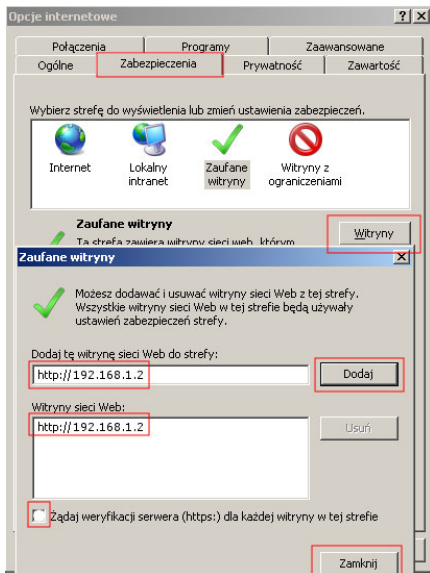 Opcje internetowe
Połączenia Programy Zaawansowane
Ogólne Zabezpieczenia Prywatność Zawartość
Wybierz strefę do wyświetlenia lub zmień ustawienia zabezpieczeń.
Internet Lokalny intranet Zaufane witryny Witryny z ograniczeniami
Zaufane witryny
Ta strefa zawiera witryny sieci web, którym
Witryny
Zaufane witryny
Możesz dodawać i usuwać witryny sieci Web z tej strefy.
Wszystkie witryny sieci Web w tej strefie będą używały
ustawień zabezpieczeń strefy.
Dodaj tę witrynę sieci Web do strefy:
http://192.168.1.2 Dodaj
Witryny sieci Web:
http://192.168.1.2 Usuń
Żądaj weryfikacji serwera (https:) dla każdej witryny w tej strefie
Zamknij